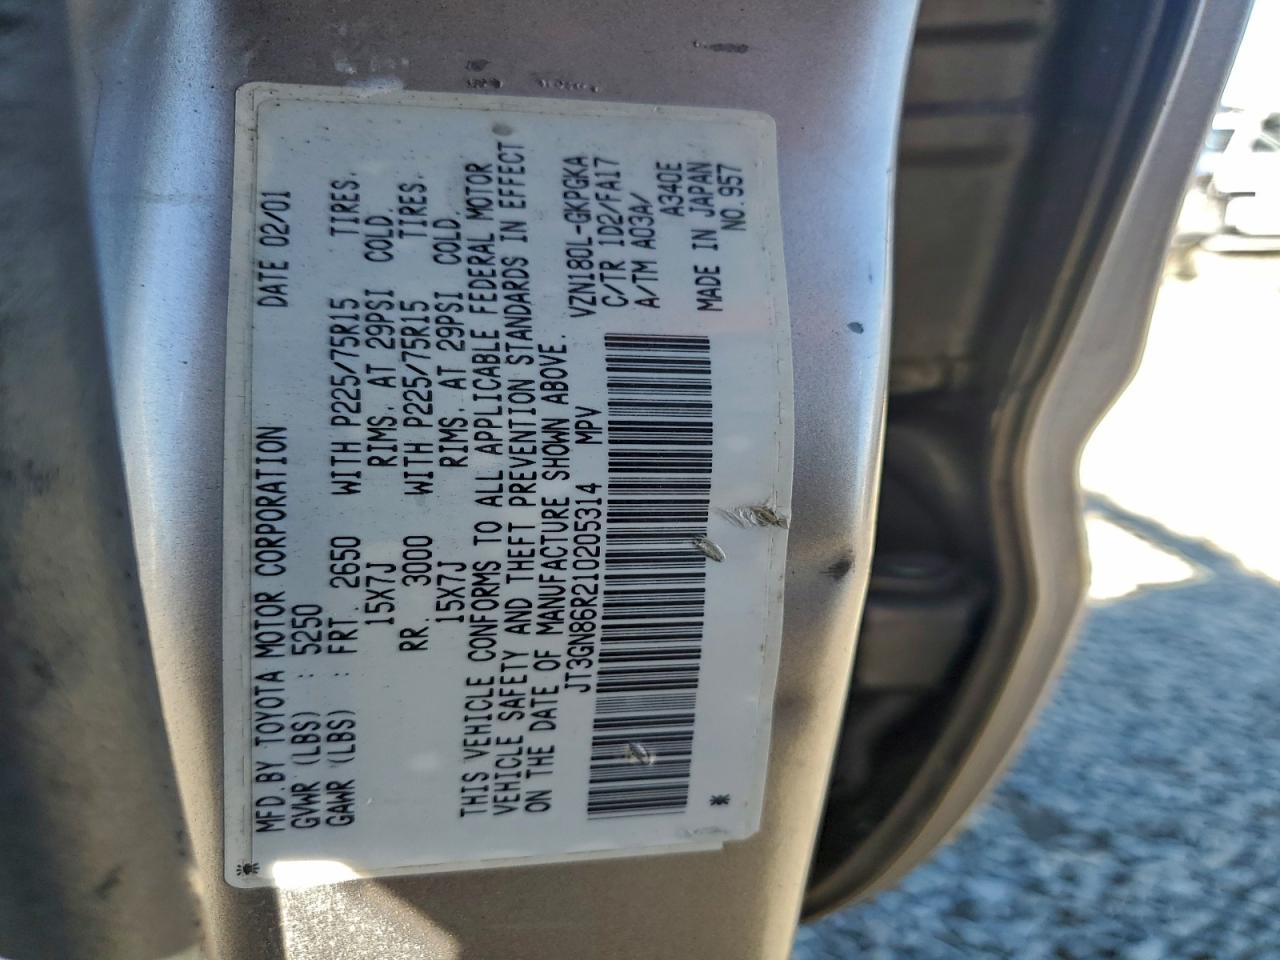 MFD.BY TOYOTA MOTOR CORPORATION DATE 02/01
GVWR (LBS) : 5250
GAWR (LBS) : FRT. 2650 WITH P225/75R15 TIRES,
15X7J RIMS, AT 29PSI COLD.
RR. 3000 WITH P225/75R15 TIRES,
15X7J RIMS, AT 29PSI COLD.
THIS VEHICLE CONFORMS TO ALL APPLICABLE FEDERAL MOTOR
VEHICLE SAFETY AND THEFT PREVENTION STANDARDS IN EFFECT
ON THE DATE OF MANUFACTURE SHOWN ABOVE.
JT3GN86R210205314 MPV
VZN180L-GKPGKA
C/TR 1D2/FA17
A/TM A03A/
A340E
MADE IN JAPAN
NO.957